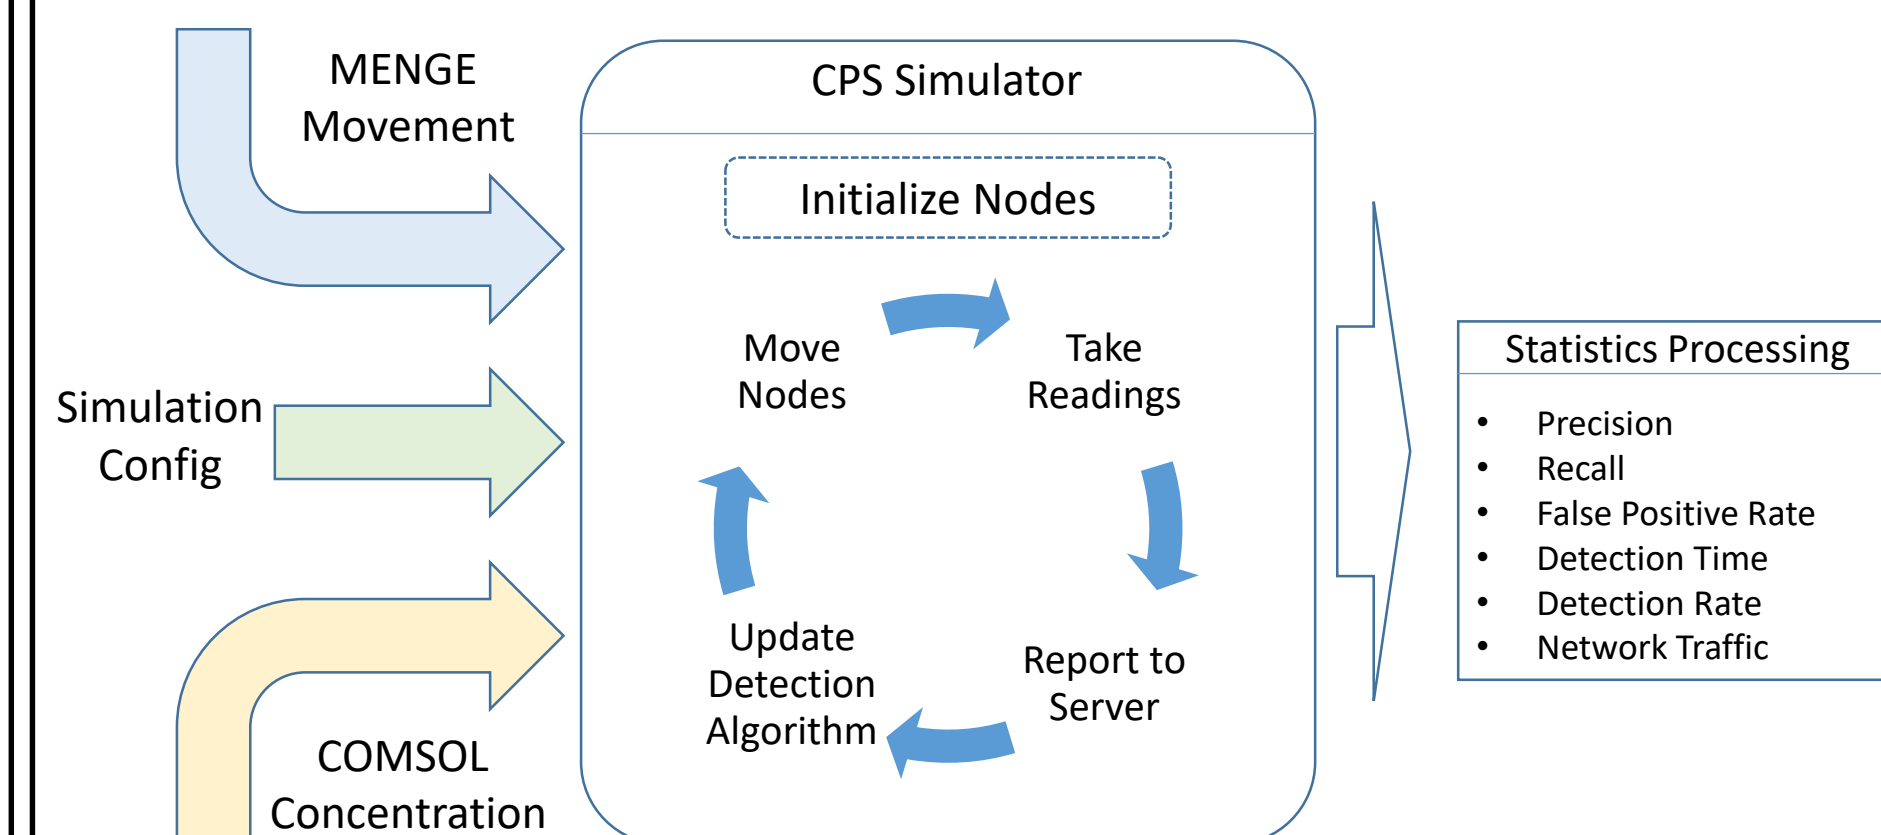 MENGE
Movement
Simulation
Config
COMSOL
Concentration
CPS Simulator
Initialize Nodes
Move
Nodes
Take
Readings
Report to
Server
Update
Detection
Algorithm
Statistics Processing
• Precision
• Recall
• False Positive Rate
• Detection Time
• Detection Rate
• Network Traffic